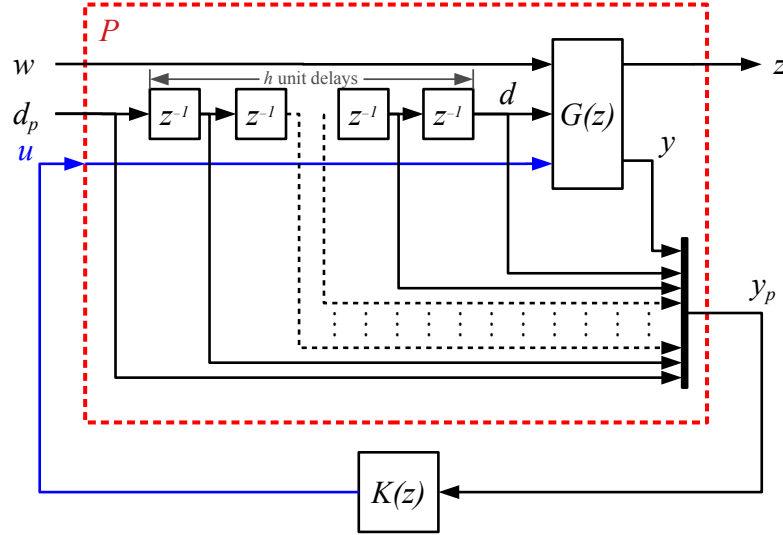 P
w
z
h unit delays
d_p
z⁻¹
z⁻¹
z⁻¹
z⁻¹
d
G(z)
u
y
y_p
K(z)